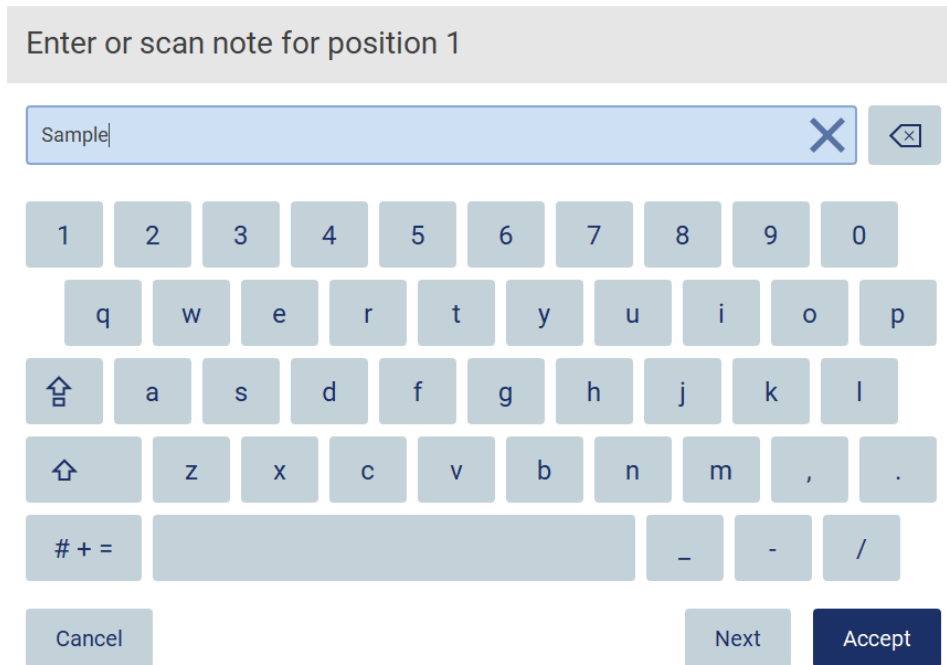 Enter or scan note for position 1
Sample
1 2 3 4 5 6 7 8 9 0
q w e r t y u i o p
a s d f g h j k l
z x c v b n m , .
# + = _ - /
Cancel Next Accept